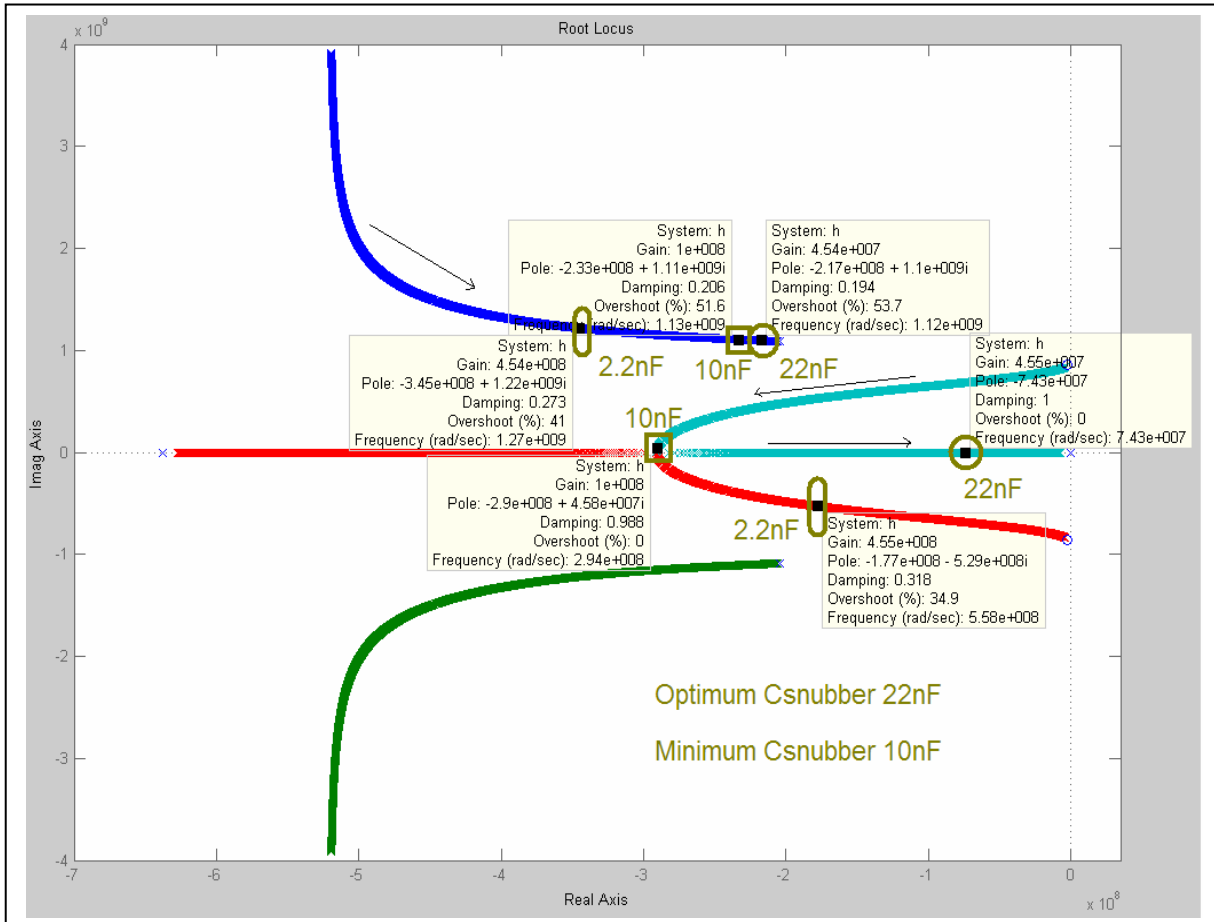 Root Locus
x 10⁹
4
3
2
1
0
-1
-2
-3
-4
Imag Axis
System: h
Gain: 1e+008
Pole: -2.33e+008 + 1.11e+009i
Damping: 0.206
Overshoot (%): 51.6
Frequency (rad/sec): 1.13e+009
System: h
Gain: 4.54e+007
Pole: -2.17e+008 + 1.1e+009i
Damping: 0.194
Overshoot (%): 53.7
Frequency (rad/sec): 1.12e+009
2.2nF
10nF
22nF
System: h
Gain: 4.54e+008
Pole: -3.45e+008 + 1.22e+009i
Damping: 0.273
Overshoot (%): 41
Frequency (rad/sec): 1.27e+009
System: h
Gain: 4.55e+007
Pole: -7.43e+007
Damping: 1
Overshoot (%): 0
Frequency (rad/sec): 7.43e+007
10nF
22nF
System: h
Gain: 1e+008
Pole: -2.9e+008 + 4.58e+007i
Damping: 0.988
Overshoot (%): 0
Frequency (rad/sec): 2.94e+008
2.2nF
System: h
Gain: 4.55e+008
Pole: -1.77e+008 - 5.29e+008i
Damping: 0.318
Overshoot (%): 34.9
Frequency (rad/sec): 5.58e+008
Optimum Csnubber 22nF
Minimum Csnubber 10nF
-7 -6 -5 -4 -3 -2 -1 0
Real Axis
x 10⁸